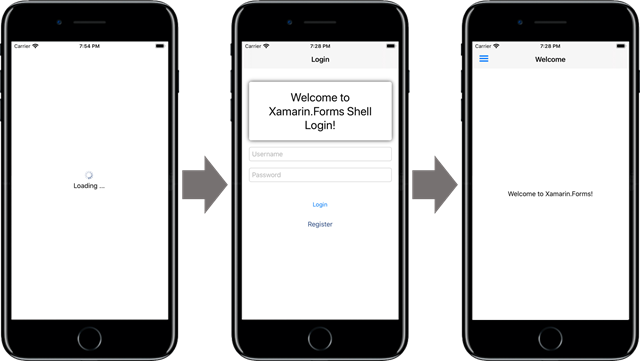 Carrier 7:54 PM
Loading ...
Carrier 7:28 PM
Login
Welcome to
Xamarin.Forms Shell
Login!
Username
Password
Login
Register
Carrier 7:28 PM
Welcome
Welcome to Xamarin.Forms!